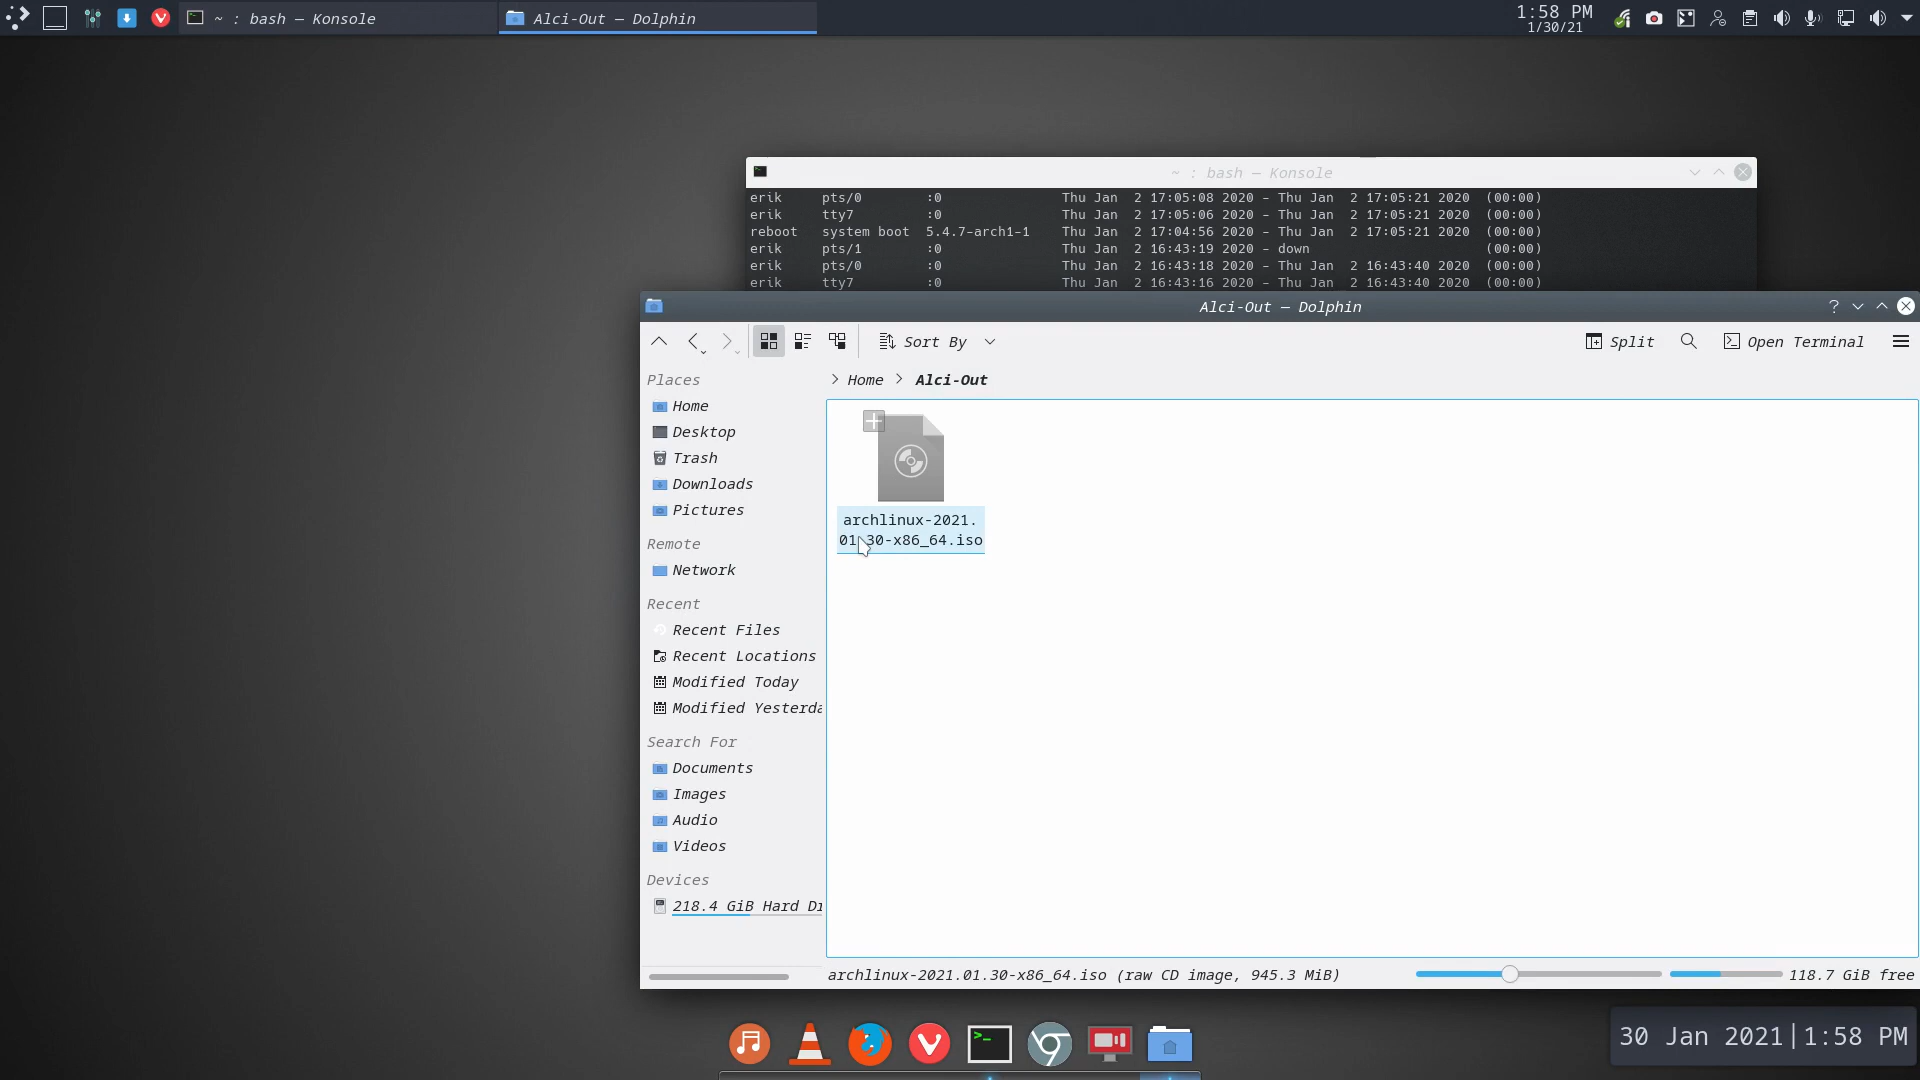 ~ : bash — Konsole
Alci-Out — Dolphin
1:58 PM
1/30/21
~ : bash — Konsole
erik     pts/0        :0               Thu Jan  2 17:05:08 2020 - Thu Jan  2 17:05:21 2020  (00:00)
erik     tty7         :0               Thu Jan  2 17:05:06 2020 - Thu Jan  2 17:05:21 2020  (00:00)
reboot   system boot  5.4.7-arch1-1    Thu Jan  2 17:04:56 2020 - Thu Jan  2 17:05:21 2020  (00:00)
erik     pts/1        :0               Thu Jan  2 16:43:19 2020 - down                      (00:00)
erik     pts/0        :0               Thu Jan  2 16:43:18 2020 - Thu Jan  2 16:43:40 2020  (00:00)
erik     tty7         :0               Thu Jan  2 16:43:16 2020 - Thu Jan  2 16:43:40 2020  (00:00)
Alci-Out — Dolphin
Sort By
Split
Open Terminal
Home > Alci-Out
Places
Home
Desktop
Trash
Downloads
Pictures
Remote
Network
Recent
Recent Files
Recent Locations
Modified Today
Modified Yesterda
Search For
Documents
Images
Audio
Videos
Devices
218.4 GiB Hard Dr
archlinux-2021.
01.30-x86_64.iso
archlinux-2021.01.30-x86_64.iso (raw CD image, 945.3 MiB)
118.7 GiB free
30 Jan 2021|1:58 PM